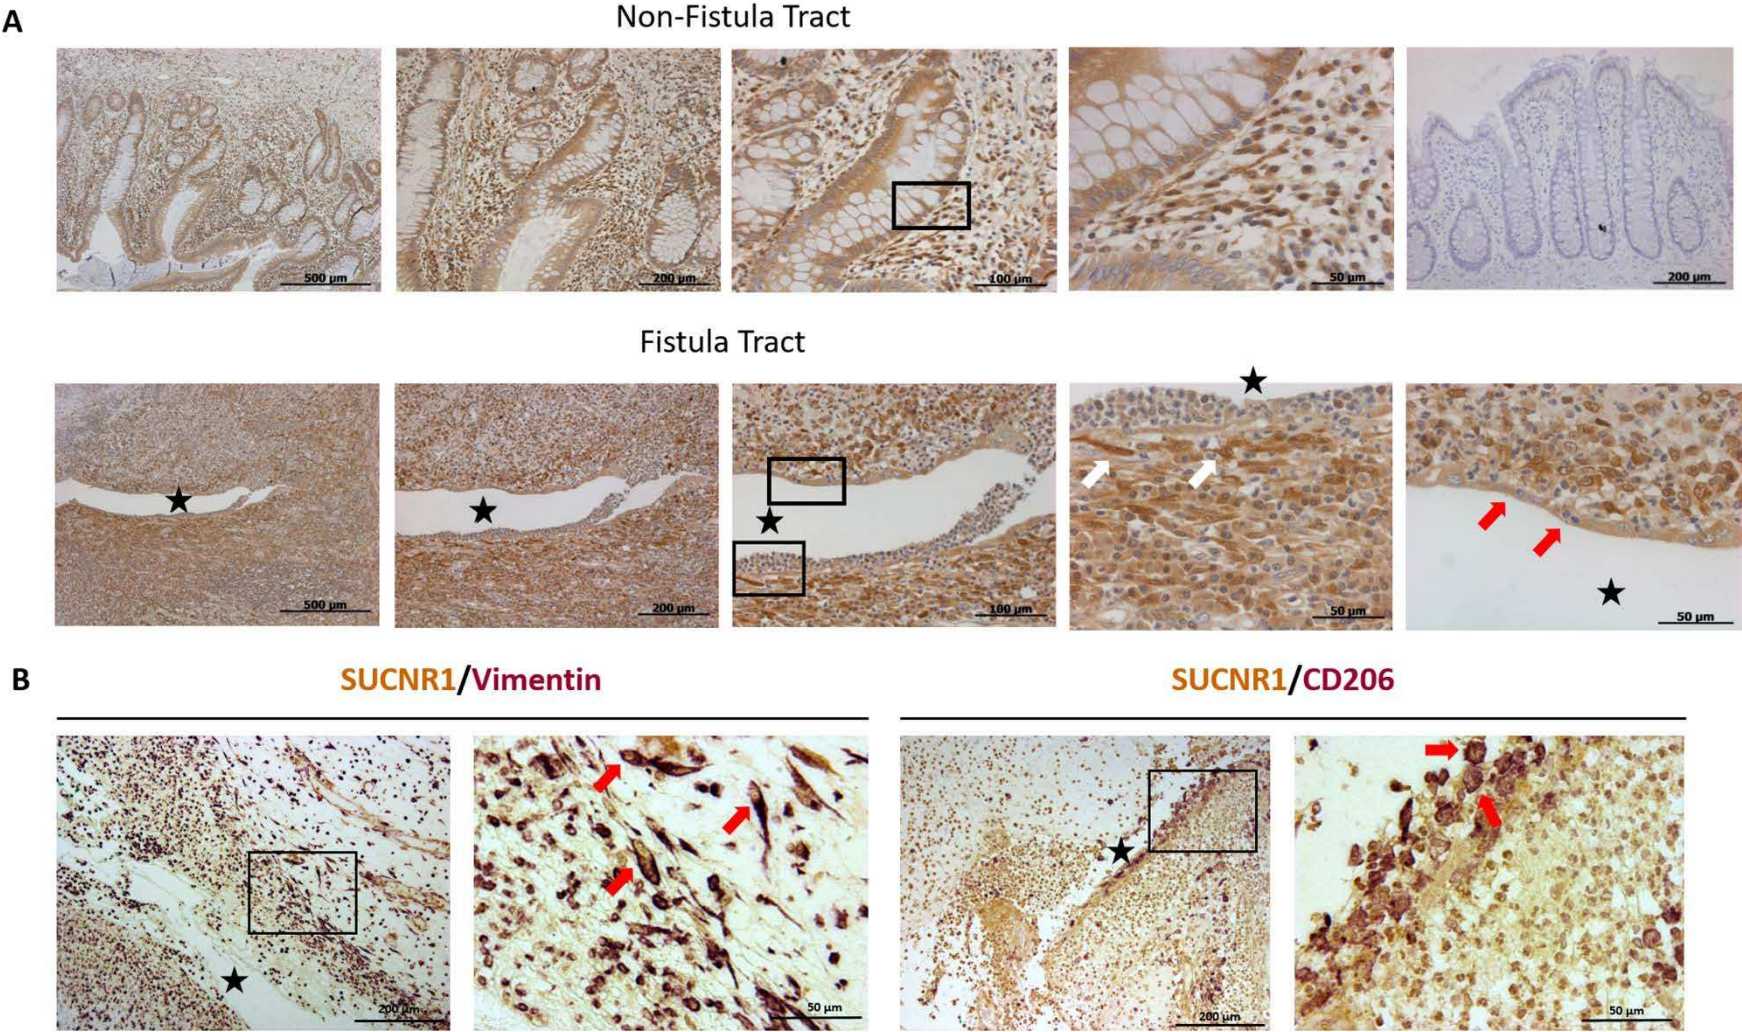 A
Non-Fistula Tract
500 µm
200 µm
100 µm
50 µm
200 µm
Fistula Tract
500 µm
200 µm
100 µm
50 µm
50 µm
B
SUCNR1/Vimentin
SUCNR1/CD206
200 µm
50 µm
200 µm
50 µm